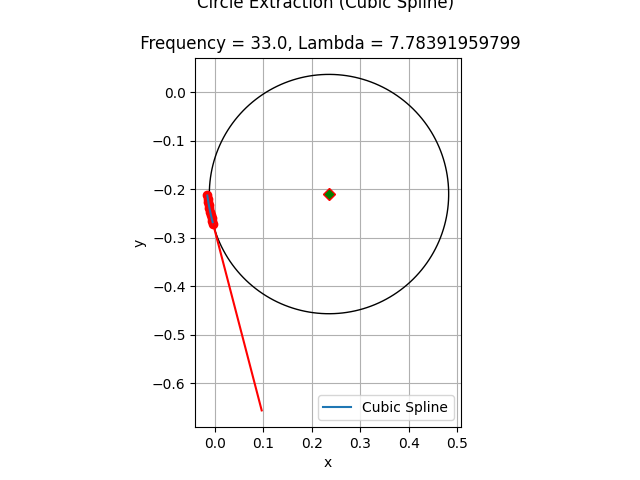 Circle Extraction (Cubic Spline)
Frequency = 33.0, Lambda = 7.78391959799
0.0
−0.1
−0.2
−0.3
−0.4
−0.5
−0.6
y
Cubic Spline
0.0 0.1 0.2 0.3 0.4 0.5
x